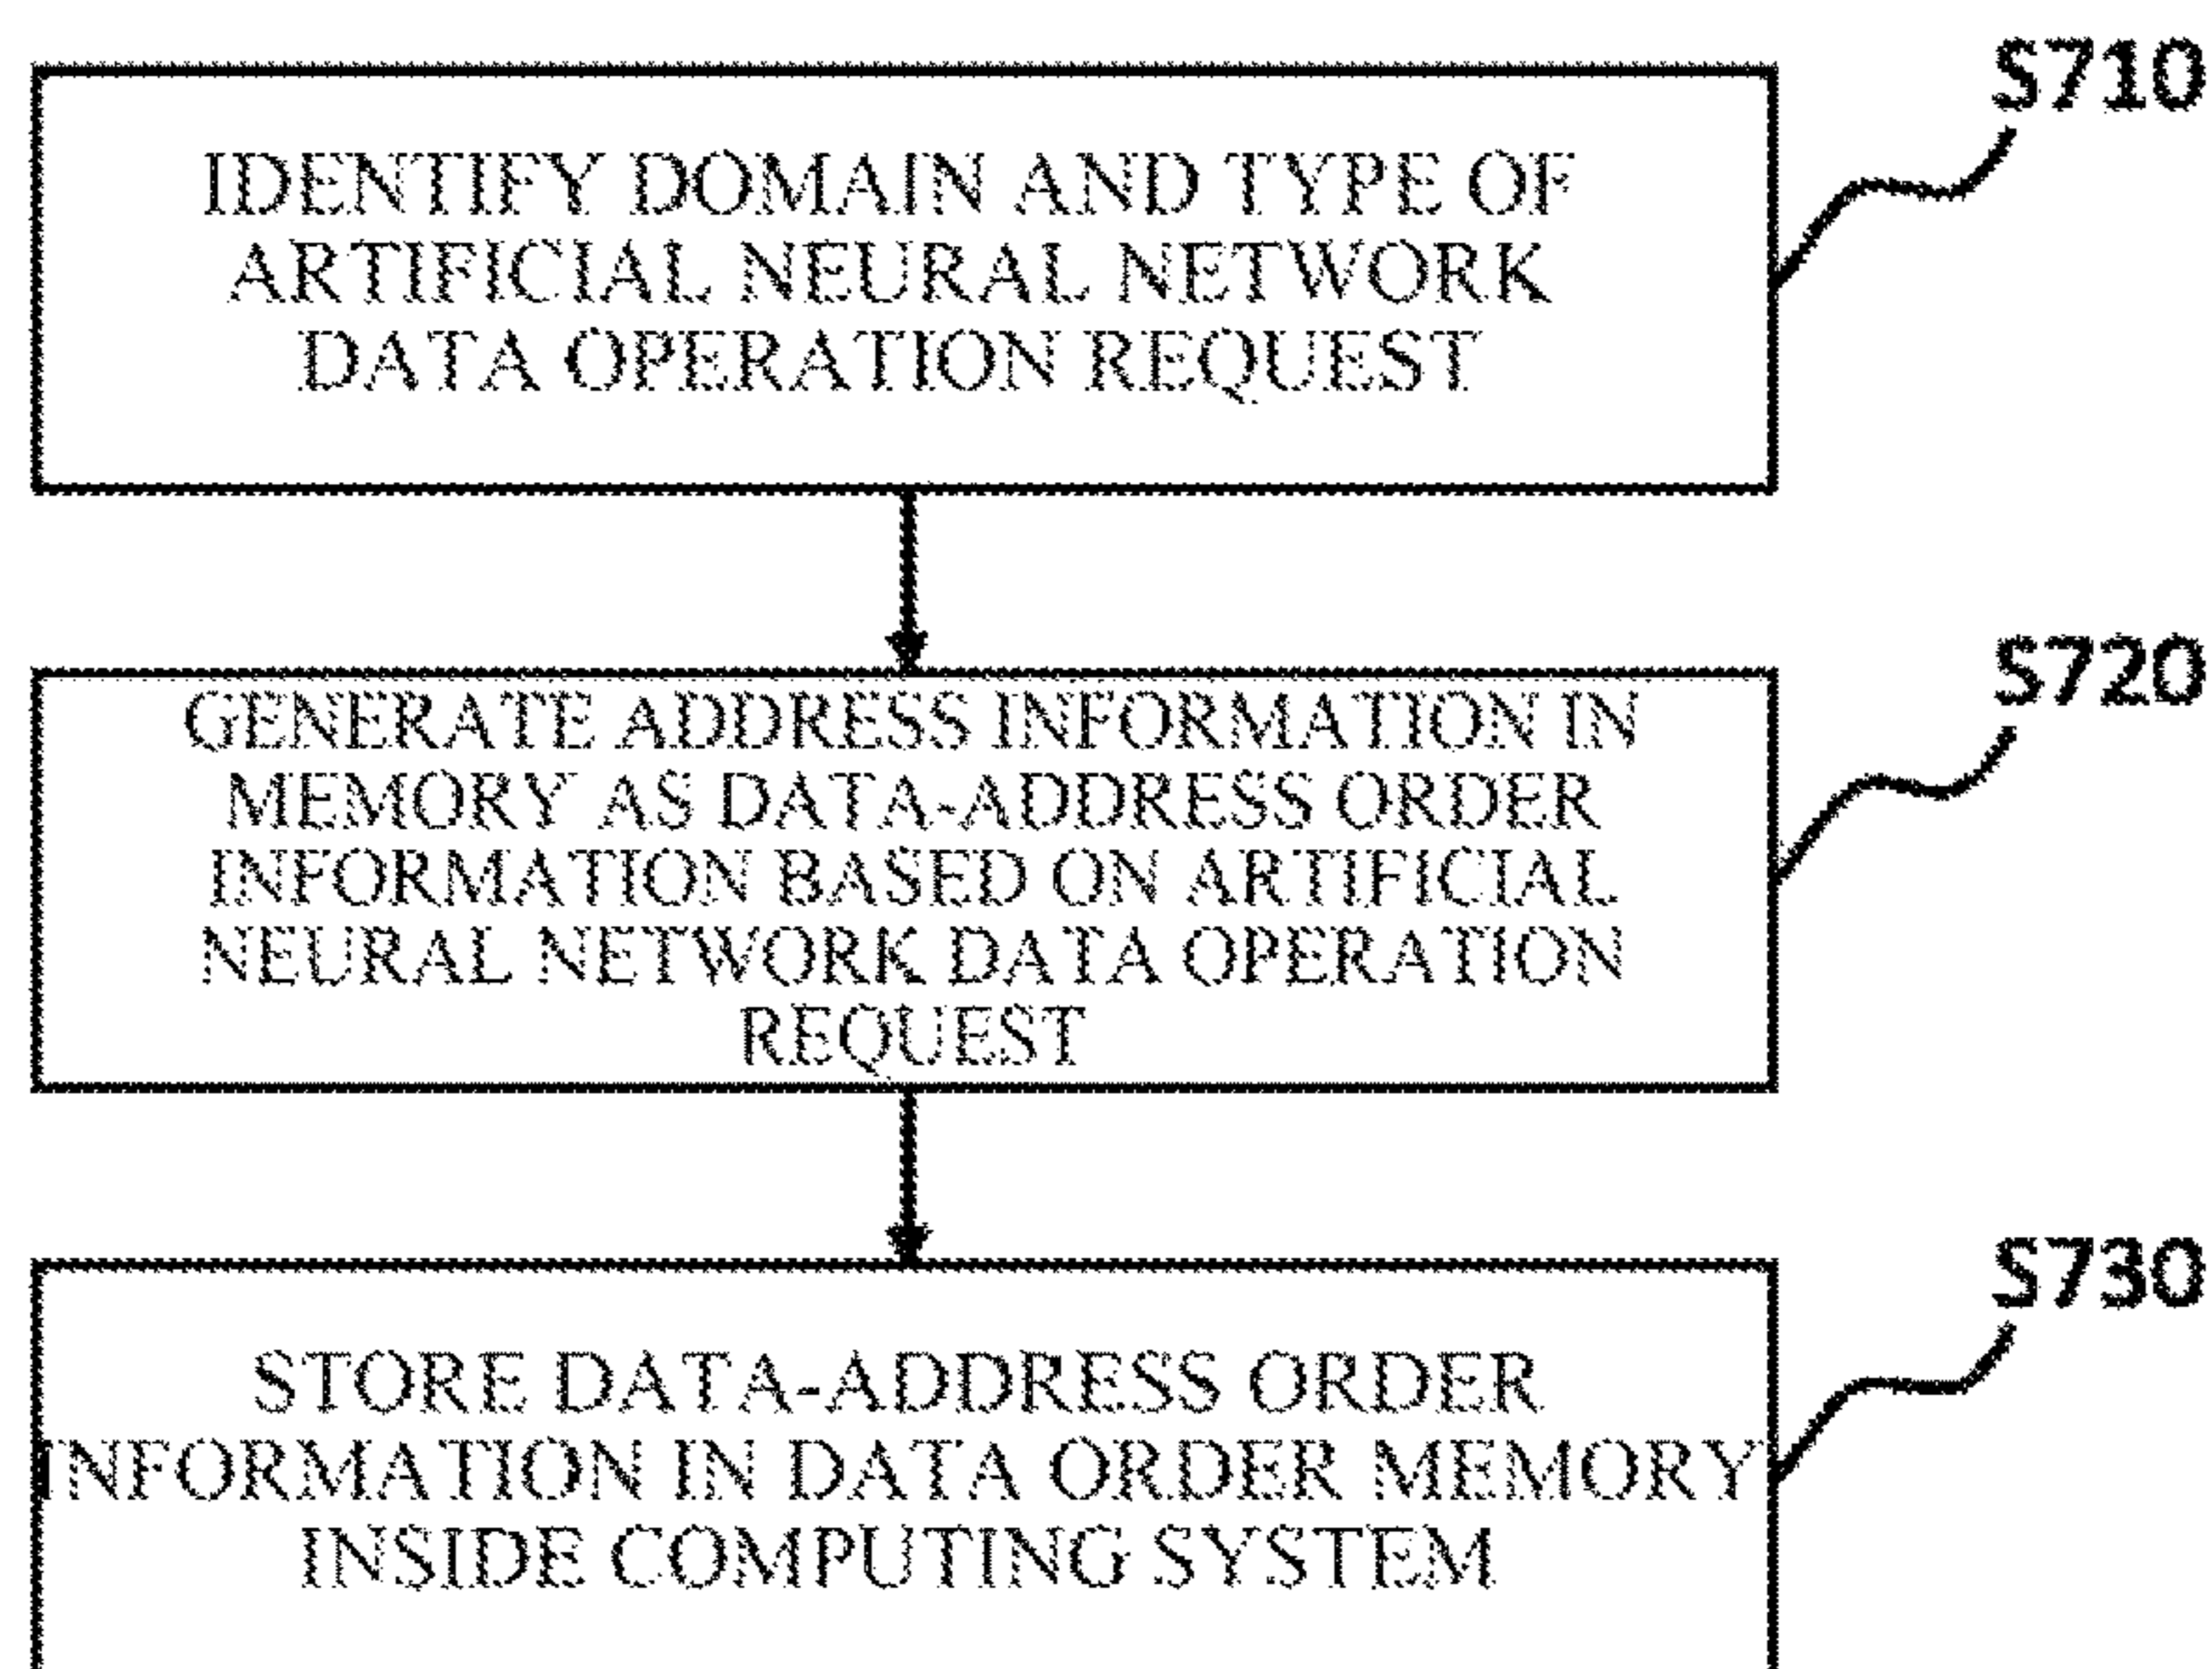 S710
IDENTIFY DOMAIN AND TYPE OF
ARTIFICIAL NEURAL NETWORK
DATA OPERATION REQUEST
S720
GENERATE ADDRESS INFORMATION IN
MEMORY AS DATA-ADDRESS ORDER
INFORMATION BASED ON ARTIFICIAL
NEURAL NETWORK DATA OPERATION
REQUEST
S730
STORE DATA-ADDRESS ORDER
INFORMATION IN DATA ORDER MEMORY
INSIDE COMPUTING SYSTEM